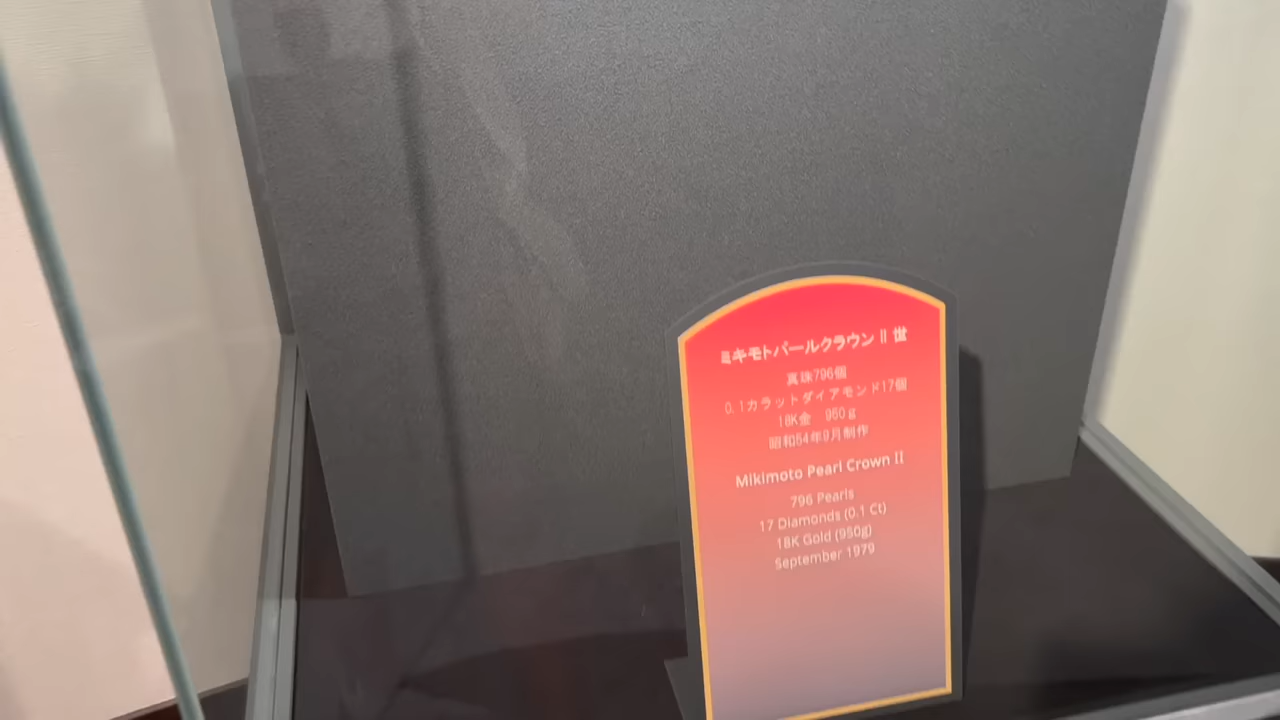 ミキモトパールクラウン II 世
真珠796個
0.1カラットダイアモンド17個
18K金　950g
昭和54年9月制作
Mikimoto Pearl Crown II
796 Pearls
17 Diamonds (0.1 Ct)
18K Gold (950g)
September 1979